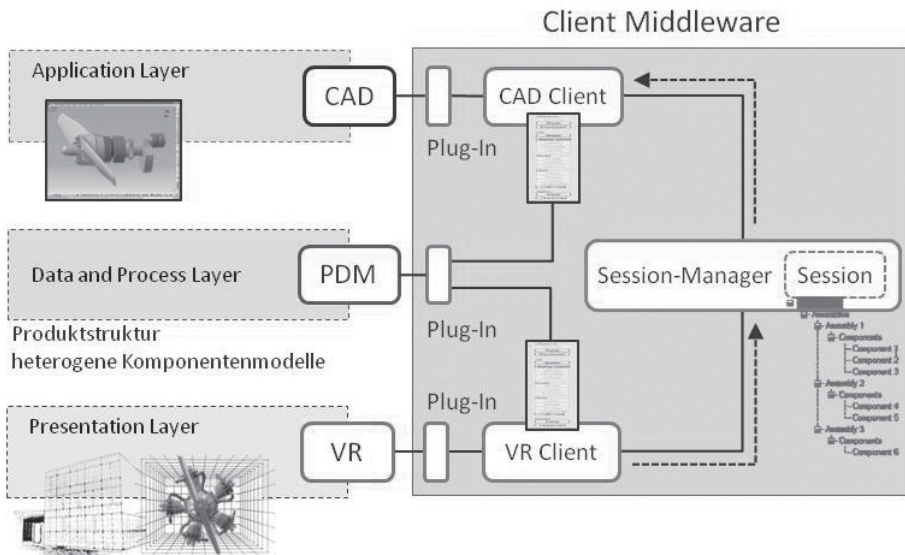 Client Middleware
Application Layer
CAD
CAD Client
Plug-In
Data and Process Layer
PDM
Plug-In
Session-Manager
Session
Produktstruktur
heterogene Komponentenmodelle
Assemblies
Assembly 1
Components
Component 1
Component 2
Component 3
Assembly 2
Components
Component 4
Component 5
Assembly 3
Components
Component 6
Plug-In
Presentation Layer
VR
VR Client